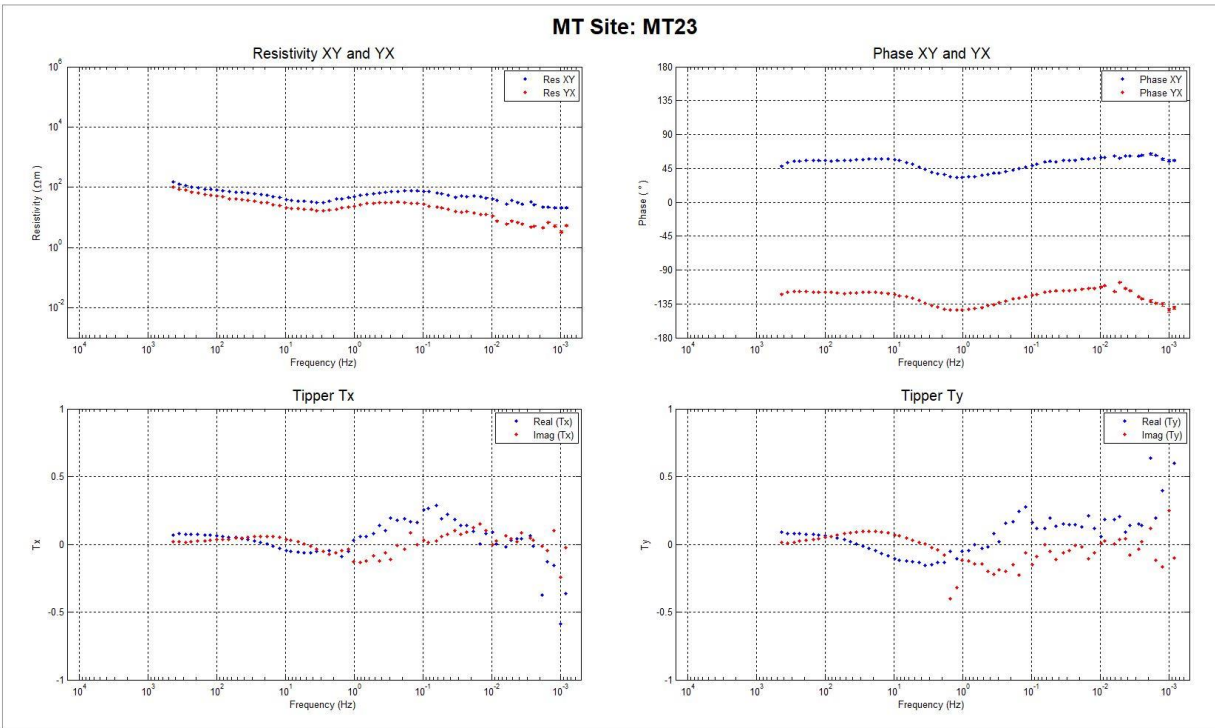 MT Site: MT23
Resistivity XY and YX
10^6
10^4
10^2
10^0
10^-2
Resistivity (Ωm)
Res XY
Res YX
10^4 10^3 10^2 10^1 10^0 10^-1 10^-2 10^-3
Frequency (Hz)
Phase XY and YX
180
135
90
45
0
-45
-90
-135
-180
Phase (°)
Phase XY
Phase YX
10^4 10^3 10^2 10^1 10^0 10^-1 10^-2 10^-3
Frequency (Hz)
Tipper Tx
1
0.5
0
-0.5
-1
Tx
Real (Tx)
Imag (Tx)
10^4 10^3 10^2 10^1 10^0 10^-1 10^-2 10^-3
Frequency (Hz)
Tipper Ty
1
0.5
0
-0.5
-1
Ty
Real (Ty)
Imag (Ty)
10^4 10^3 10^2 10^1 10^0 10^-1 10^-2 10^-3
Frequency (Hz)